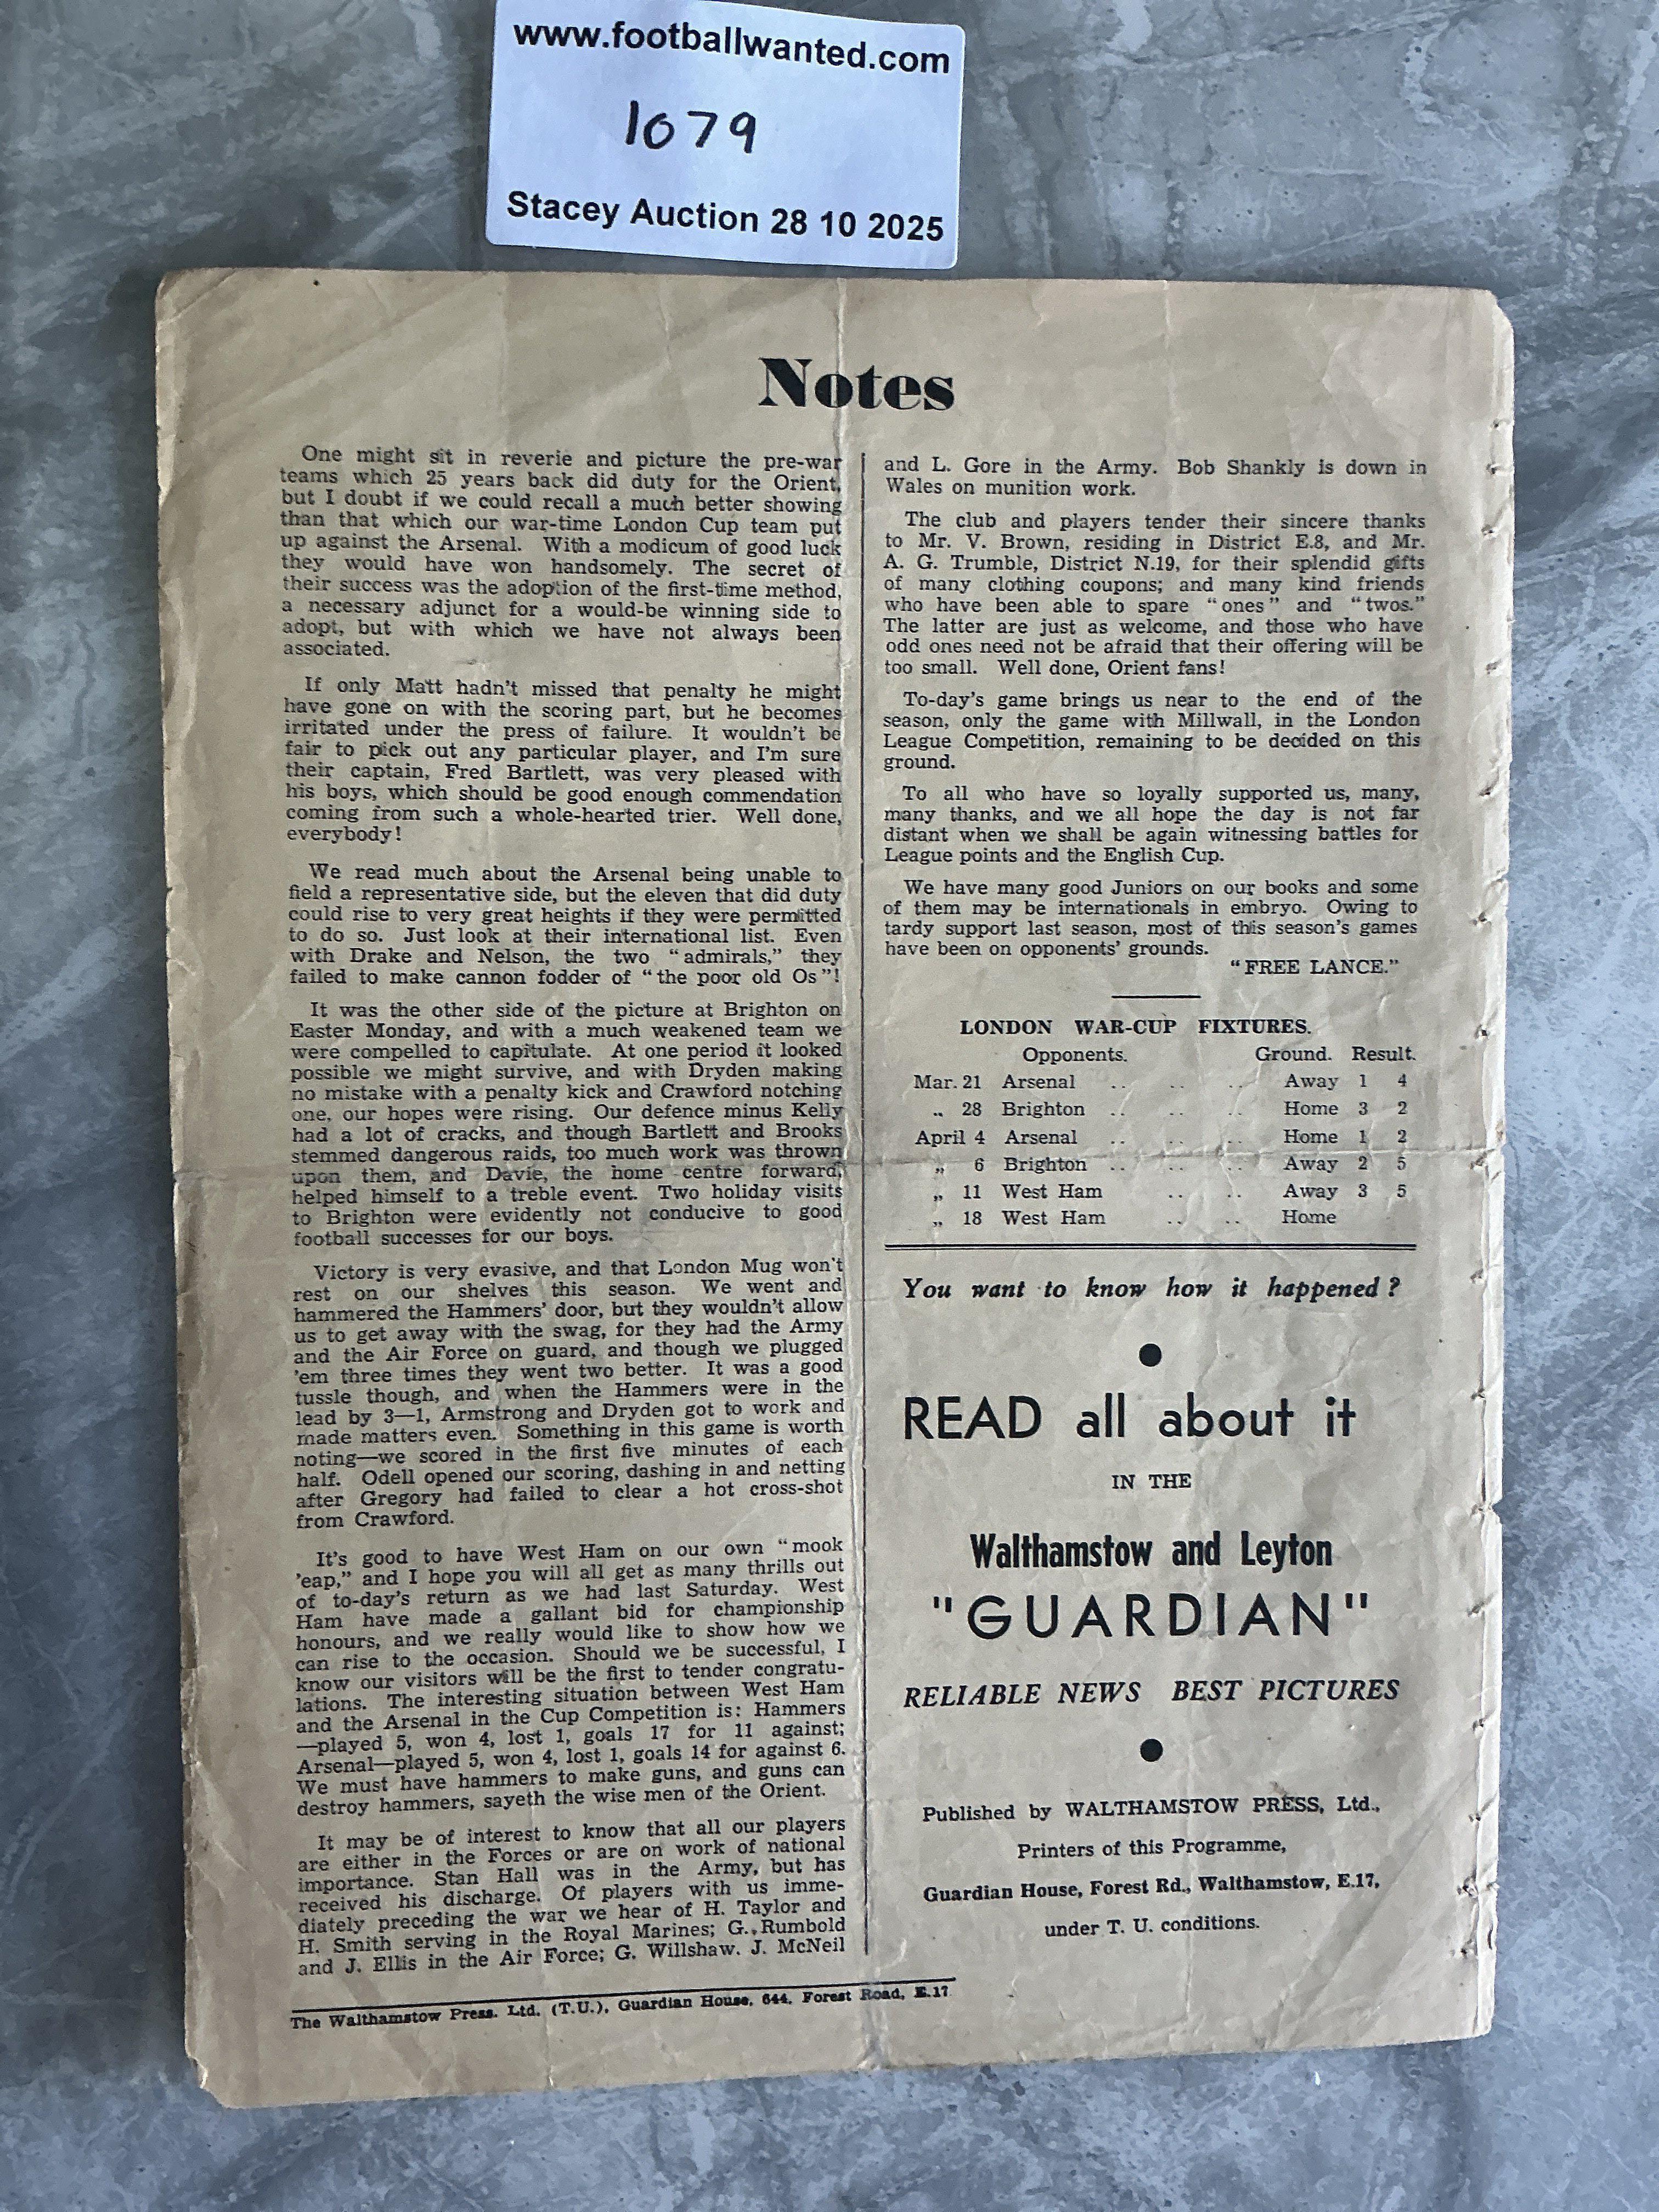 www.footballwanted.com
1079
Stacey Auction 28 10 2025
Notes
One might sit in reverie and picture the pre-war
teams which 25 years back did duty for the Orient,
but I doubt if we could recall a much better showing
than that which our war-time London Cup team put
up against the Arsenal. With a modicum of good luck
they would have won handsomely. The secret of
their success was the adoption of the first-time method,
a necessary adjunct for a would-be winning side to
adopt, but with which we have not always been
associated.
If only Matt hadn't missed that penalty he might
have gone on with the scoring part, but he becomes
irritated under the press of failure. It wouldn't be
fair to pick out any particular player, and I'm sure
their captain, Fred Bartlett, was very pleased with
his boys, which should be good enough commendation
coming from such a whole-hearted trier. Well done,
everybody!
We read much about the Arsenal being unable to
field a representative side, but the eleven that did duty
could rise to very great heights if they were permitted
to do so. Just look at their international list. Even
with Drake and Nelson, the two "admirals," they
failed to make cannon fodder of "the poor old Os"!
It was the other side of the picture at Brighton on
Easter Monday, and with a much weakened team we
were compelled to capitulate. At one period it looked
possible we might survive, and with Dryden making
no mistake with a penalty kick and Crawford notching
one, our hopes were rising. Our defence minus Kelly
had a lot of cracks, and though Bartlett and Brooks
stemmed dangerous raids, too much work was thrown
upon them, and Davie, the home centre forward,
helped himself to a treble event. Two holiday visits
to Brighton were evidently not conducive to good
football successes for our boys.
Victory is very evasive, and that London Mug won't
rest on our shelves this season. We went and
hammered the Hammers' door, but they wouldn't allow
us to get away with the swag, for they had the Army
and the Air Force on guard, and though we plugged
'em three times they went two better. It was a good
tussle though, and when the Hammers were in the
lead by 3—1, Armstrong and Dryden got to work and
made matters even. Something in this game is worth
noting—we scored in the first five minutes of each
half. Odell opened our scoring, dashing in and netting
after Gregory had failed to clear a hot cross-shot
from Crawford.
It's good to have West Ham on our own "mook
'eap," and I hope you will all get as many thrills out
of to-day's return as we had last Saturday. West
Ham have made a gallant bid for championship
honours, and we really would like to show how we
can rise to the occasion. Should we be successful, I
know our visitors will be the first to tender congratu-
lations. The interesting situation between West Ham
and the Arsenal in the Cup Competition is: Hammers
—played 5, won 4, lost 1, goals 17 for 11 against;
Arsenal—played 5, won 4, lost 1, goals 14 for against 6.
We must have hammers to make guns, and guns can
destroy hammers, sayeth the wise men of the Orient.
It may be of interest to know that all our players
are either in the Forces or are on work of national
importance. Stan Hall was in the Army, but has
received his discharge. Of players with us imme-
diately preceding the war we hear of H. Taylor and
H. Smith serving in the Royal Marines; G. Rumbold
and J. Ellis in the Air Force; G. Willshaw. J. McNeil
The Walthamstow Press. Ltd. (T.U.), Guardian House, 644, Forest Road, E.17
and L. Gore in the Army. Bob Shankly is down in
Wales on munition work.
The club and players tender their sincere thanks
to Mr. V. Brown, residing in District E.8, and Mr.
A. G. Trumble, District N.19, for their splendid gifts
of many clothing coupons; and many kind friends
who have been able to spare "ones" and "twos."
The latter are just as welcome, and those who have
odd ones need not be afraid that their offering will be
too small. Well done, Orient fans!
To-day's game brings us near to the end of the
season, only the game with Millwall, in the London
League Competition, remaining to be decided on this
ground.
To all who have so loyally supported us, many,
many thanks, and we all hope the day is not far
distant when we shall be again witnessing battles for
League points and the English Cup.
We have many good Juniors on our books and some
of them may be internationals in embryo. Owing to
tardy support last season, most of this season's games
have been on opponents' grounds.
"FREE LANCE."
LONDON WAR-CUP FIXTURES.
Opponents. Ground. Result.
Mar. 21 Arsenal .. .. .. Away 1 4
„ 28 Brighton .. .. .. Home 3 2
April 4 Arsenal .. .. .. Home 1 2
„ 6 Brighton .. .. .. Away 2 5
„ 11 West Ham .. .. Away 3 5
„ 18 West Ham .. .. Home
You want to know how it happened?
READ all about it
IN THE
Walthamstow and Leyton
"GUARDIAN"
RELIABLE NEWS BEST PICTURES
Published by WALTHAMSTOW PRESS, Ltd.,
Printers of this Programme,
Guardian House, Forest Rd., Walthamstow, E.17,
under T. U. conditions.